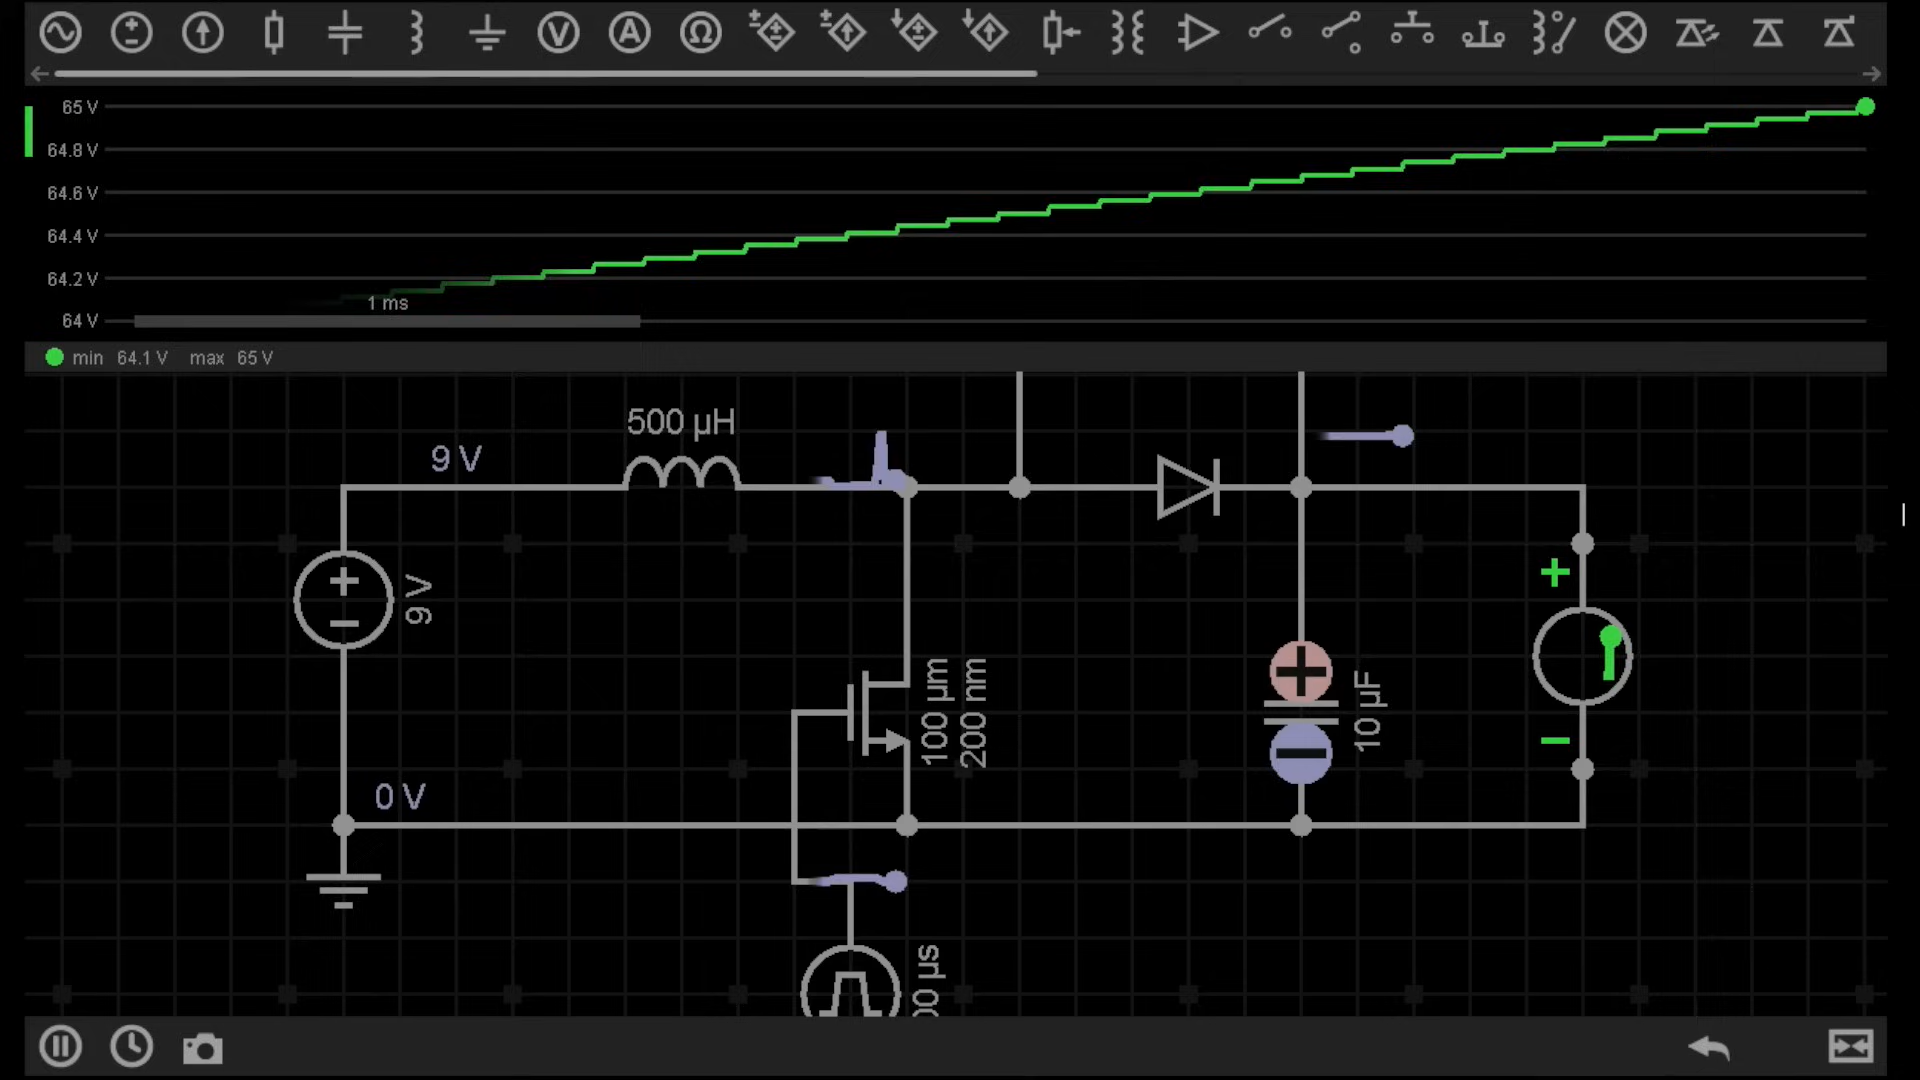 V A Ω
65 V
64.8 V
64.6 V
64.4 V
64.2 V
1 ms
64 V
min 64.1 V max 65 V
500 µH
9 V
9 V
100 µm
200 nm
10 µF
0 V